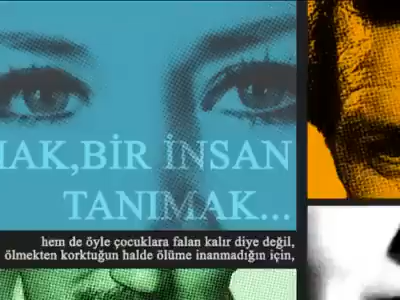 MAK,BİR İNSAN
TANIMAK...
hem de öyle çocuklara falan kalır diye değil,
ölmekten korktuğun halde ölüme inanmadığın için,